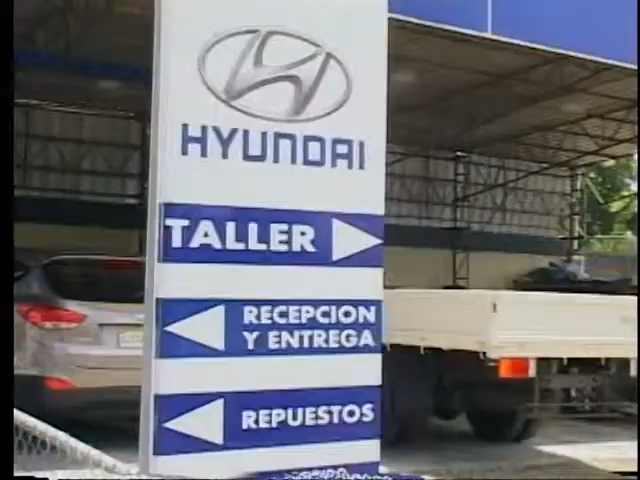 HYUNDAI
TALLER
RECEPCION
Y ENTREGA
REPUESTOS